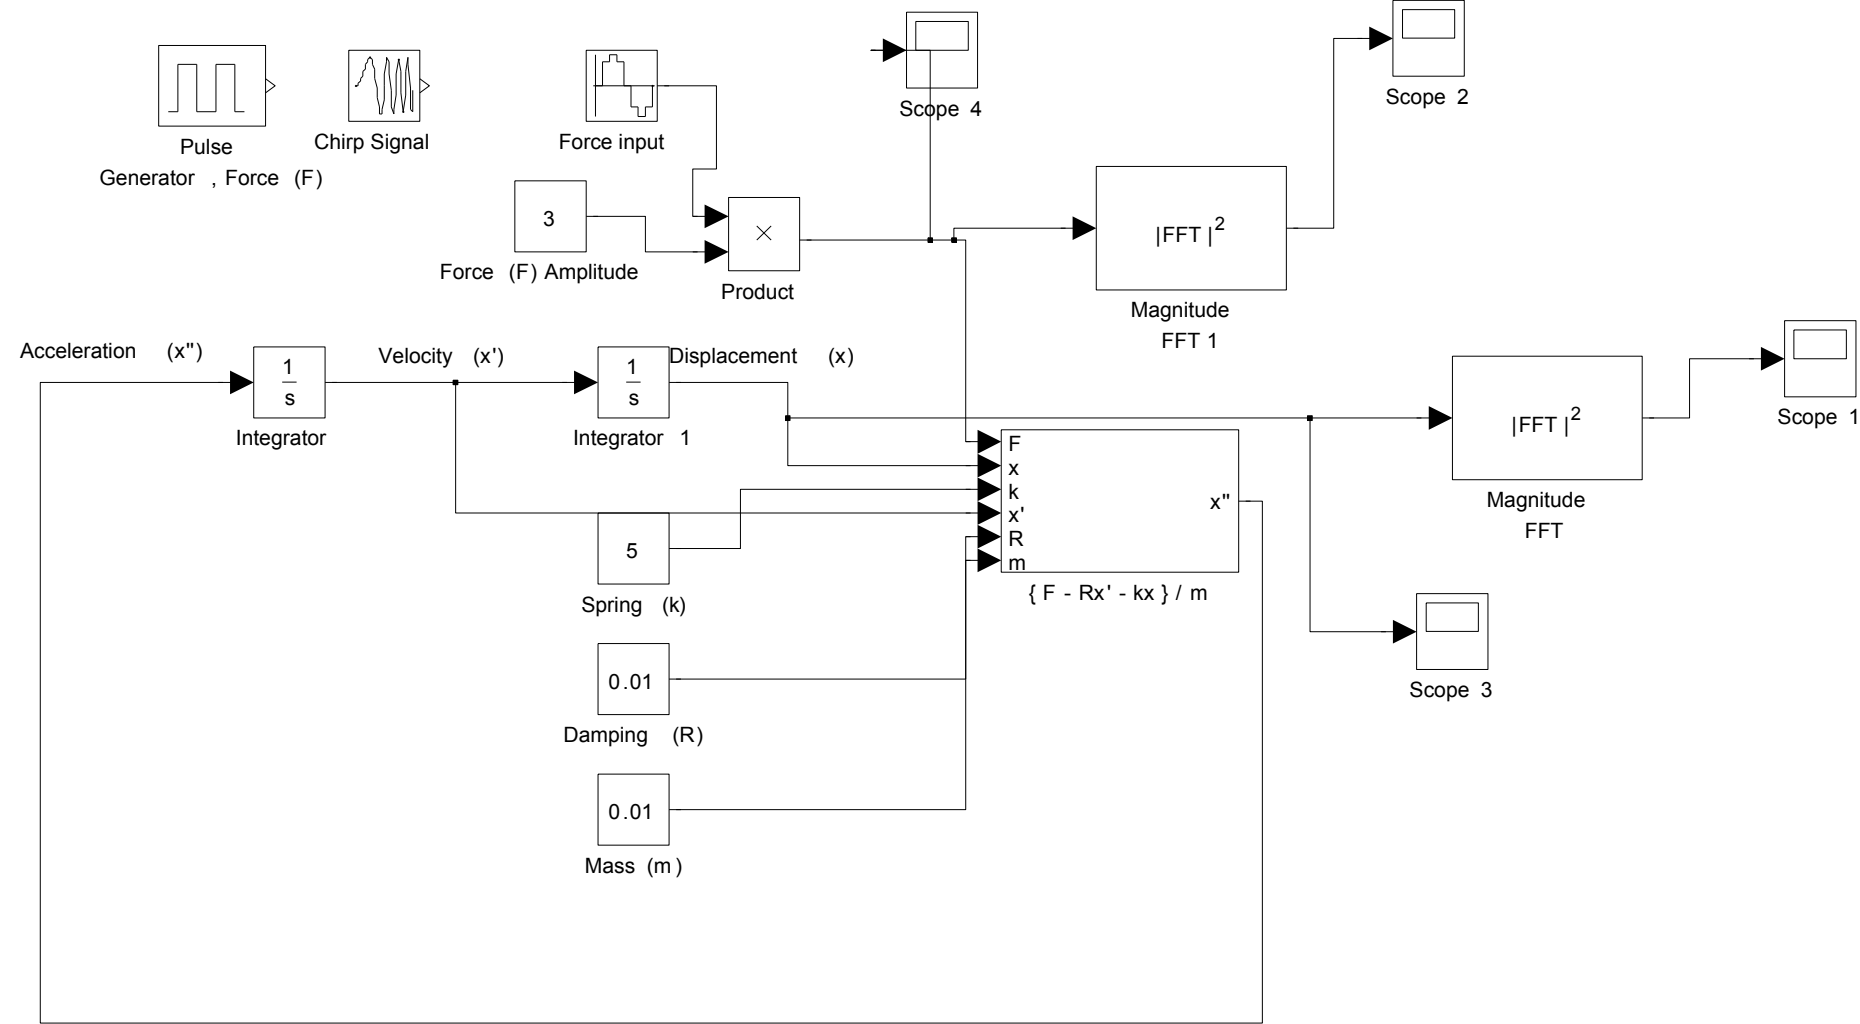 Scope 4
Scope 2
Pulse
Generator , Force (F)
Chirp Signal
Force input
3
Force (F) Amplitude
×
Product
|FFT|²
Magnitude
FFT 1
Scope 1
Acceleration (x")
1
s
Integrator
Velocity (x')
1
s
Integrator 1
Displacement (x)
|FFT|²
Magnitude
FFT
F
x
k
x'
R
m
x"
{ F - Rx' - kx } / m
5
Spring (k)
Scope 3
0.01
Damping (R)
0.01
Mass (m)